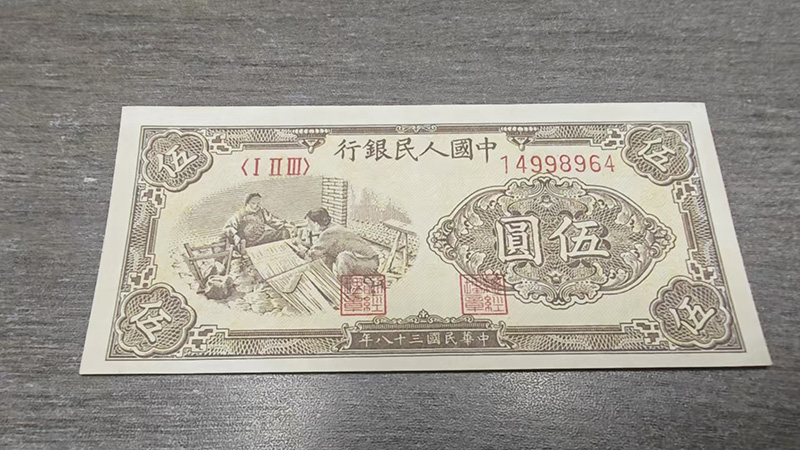 中國人民銀行
〈Ⅰ Ⅱ Ⅲ〉
14998964
伍
伍
伍圓
伍
伍
中華民國三十八年